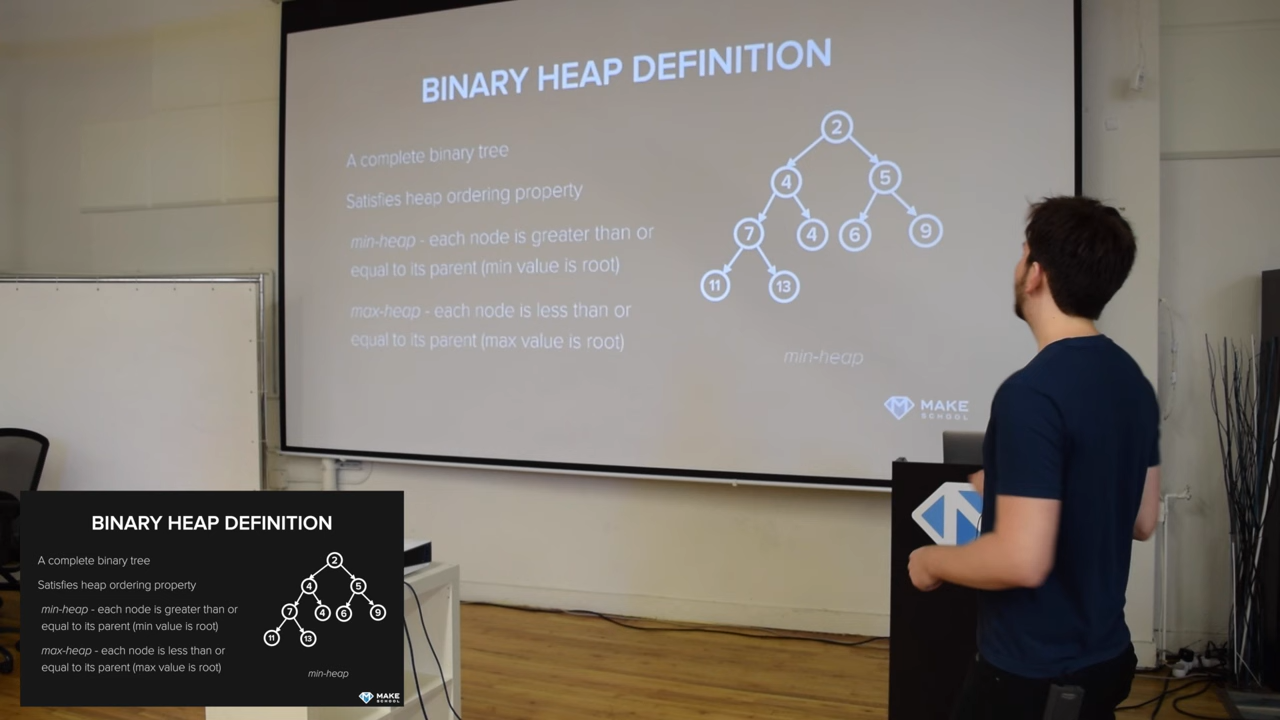 BINARY HEAP DEFINITION
A complete binary tree
Satisfies heap ordering property
min-heap - each node is greater than or
equal to its parent (min value is root)
max-heap - each node is less than or
equal to its parent (max value is root)
2
4 5
7 4 6 9
11 13
min-heap
MAKE
SCHOOL
BINARY HEAP DEFINITION
A complete binary tree
Satisfies heap ordering property
min-heap - each node is greater than or
equal to its parent (min value is root)
max-heap - each node is less than or
equal to its parent (max value is root)
2
4 5
7 4 6 9
11 13
min-heap
MAKE
SCHOOL